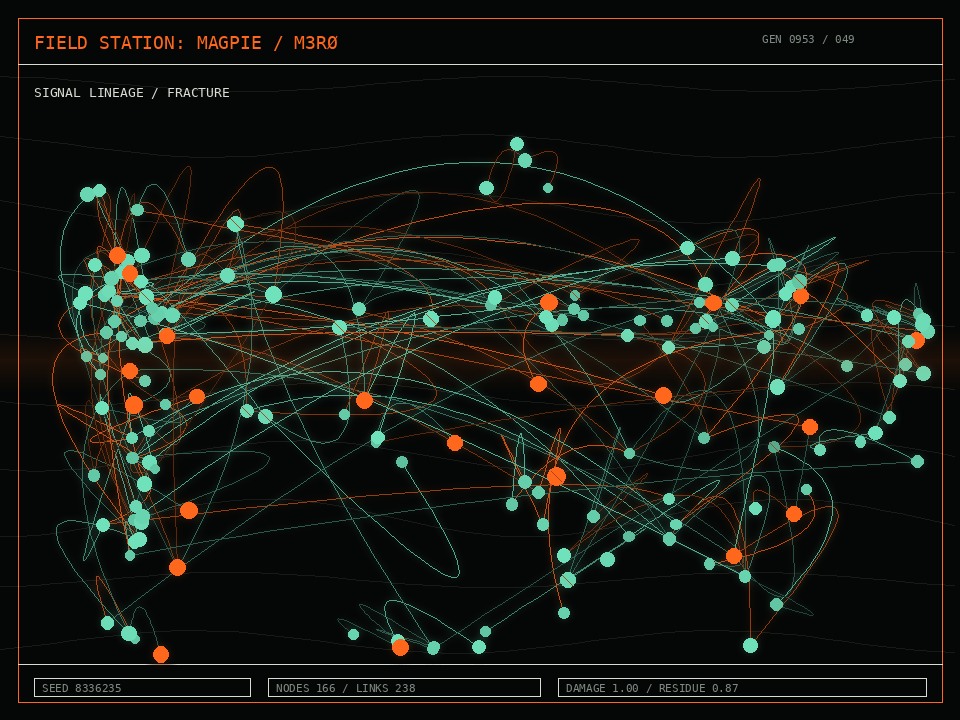 FIELD STATION: MAGPIE / M3RØ
GEN 0953 / 049
SIGNAL LINEAGE / FRACTURE
SEED 8336235
NODES 166 / LINKS 238
DAMAGE 1.00 / RESIDUE 0.87